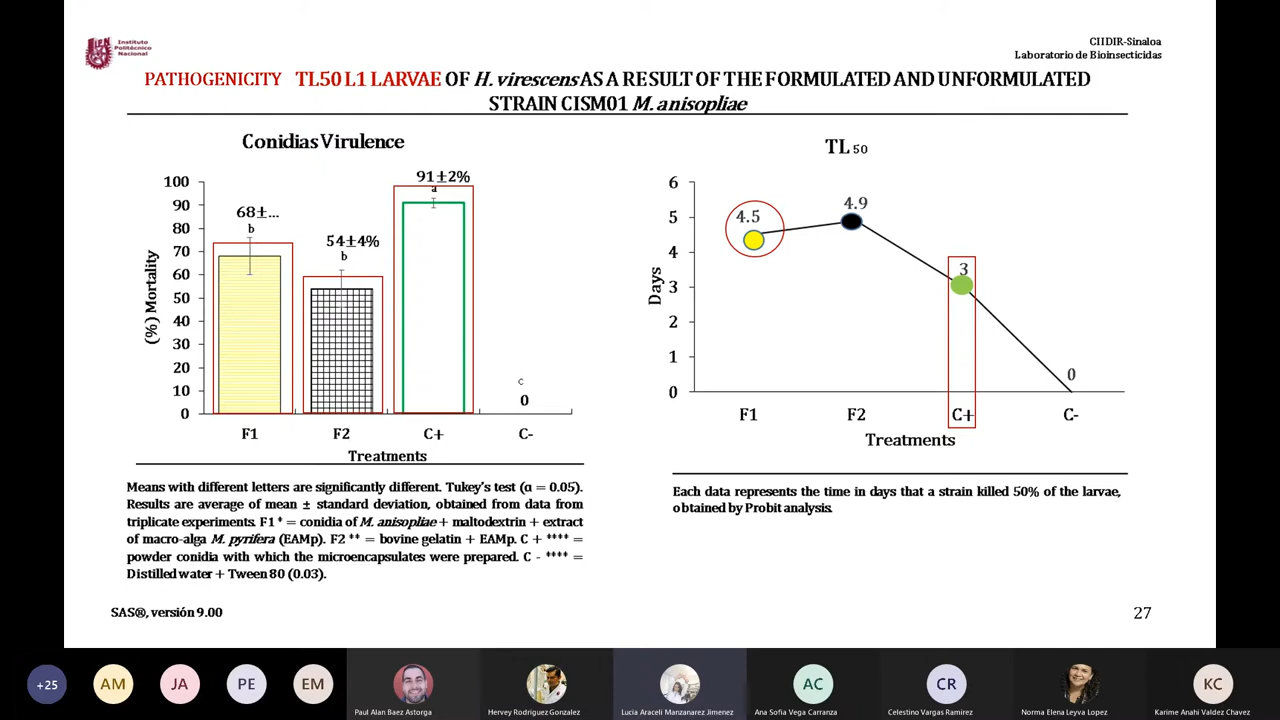 Instituto
Politécnico
Nacional
CIIDIR-Sinaloa
Laboratorio de Bioinsecticidas
PATHOGENICITY TL50 L1 LARVAE OF H. virescens AS A RESULT OF THE FORMULATED AND UNFORMULATED
STRAIN CISM01 M. anisopliae
Conidias Virulence
(%) Mortality
100
90
80
70
60
50
40
30
20
10
0
68±...
b
54±4%
b
91±2%
a
c
0
F1
F2
C+
C-
Treatments
Means with different letters are significantly different. Tukey's test (α = 0.05).
Results are average of mean ± standard deviation, obtained from data from
triplicate experiments. F1 * = conidia of M. anisopliae + maltodextrin + extract
of macro-alga M. pyrifera (EAMp). F2 ** = bovine gelatin + EAMp. C + **** =
powder conidia with which the microencapsulates were prepared. C - **** =
Distilled water + Tween 80 (0.03).
TL 50
Days
6
5
4
3
2
1
0
4.5
4.9
3
0
F1
F2
C+
C-
Treatments
Each data represents the time in days that a strain killed 50% of the larvae,
obtained by Probit analysis.
SAS®, versión 9.00
27
+25
AM
JA
PE
EM
Paul Alan Baez Astorga
Hervey Rodriguez Gonzalez
Lucia Araceli Manzanarez Jimenez
AC
Ana Sofia Vega Carranza
CR
Celestino Vargas Ramirez
Norma Elena Leyva Lopez
KC
Karime Anahi Valdez Chavez